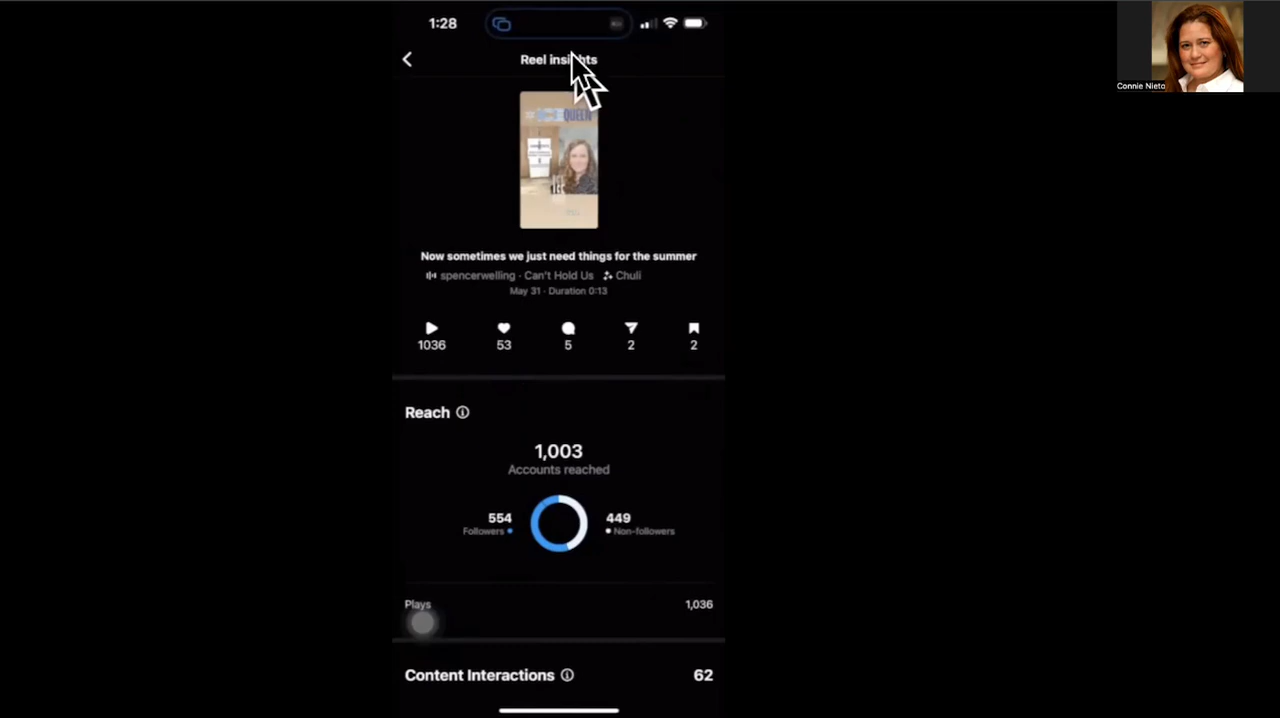 1:28
Reel insights
QUEEN
Now sometimes we just need things for the summer
spencerwelling · Can't Hold Us Chuli
May 31 · Duration 0:13
1036 53 5 2 2
Reach
1,003
Accounts reached
554 449
Followers Non-followers
Plays 1,036
Content Interactions 62
Connie Nieto